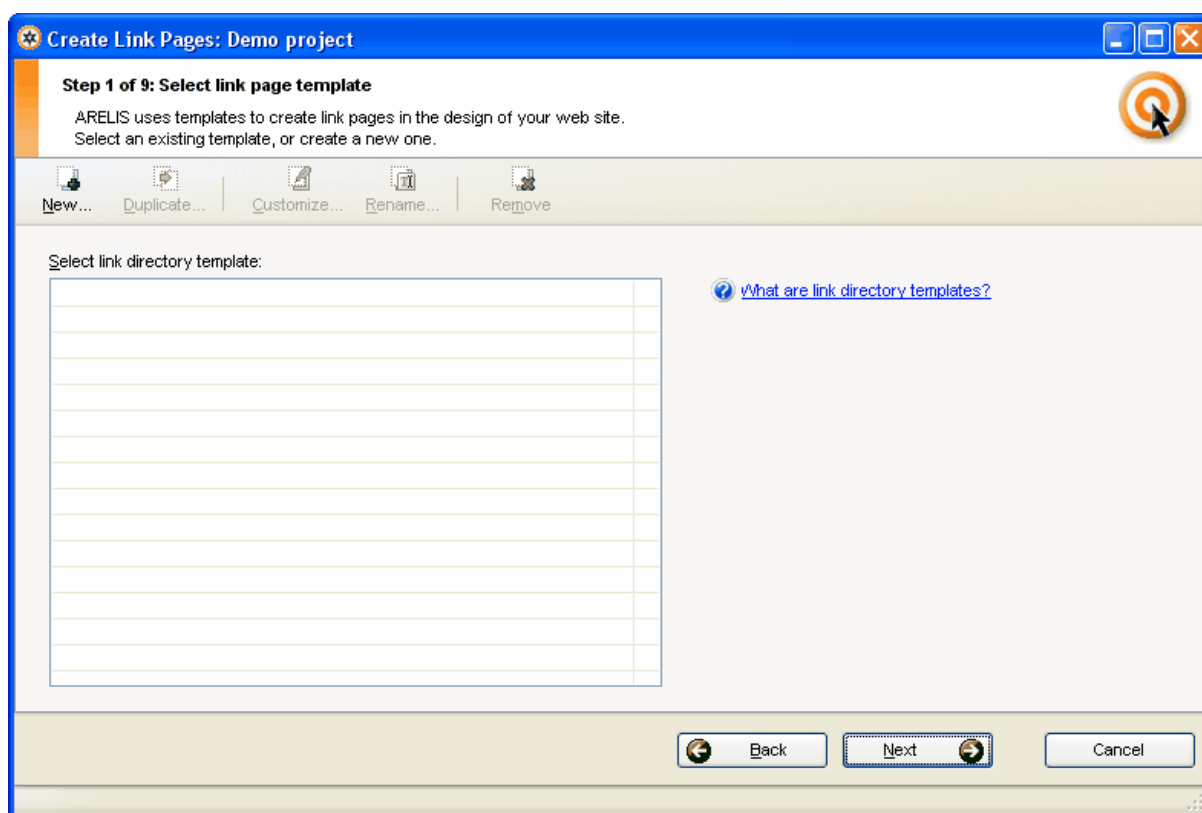 Create Link Pages: Demo project
Step 1 of 9: Select link page template
ARELIS uses templates to create link pages in the design of your web site.
Select an existing template, or create a new one.
New... Duplicate... Customize... Rename... Remove
Select link directory template:
What are link directory templates?
Back Next Cancel